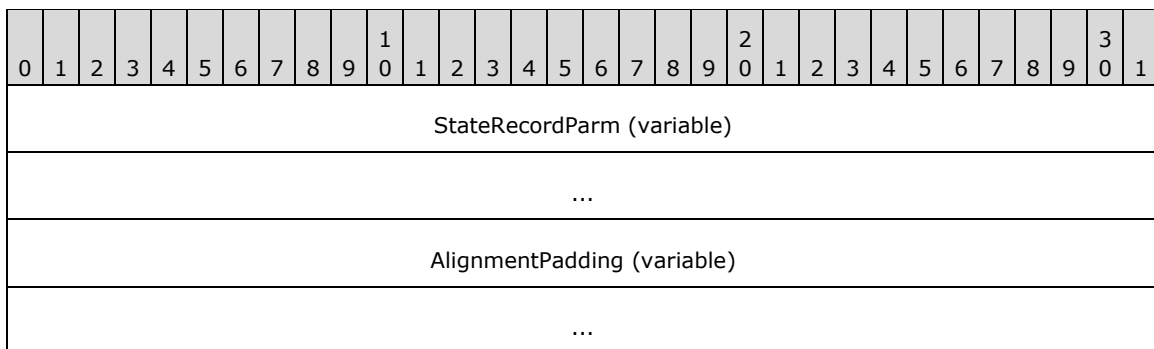 1 2 3
0 1 2 3 4 5 6 7 8 9 0 1 2 3 4 5 6 7 8 9 0 1 2 3 4 5 6 7 8 9 0 1
StateRecordParm (variable)
...
AlignmentPadding (variable)
...